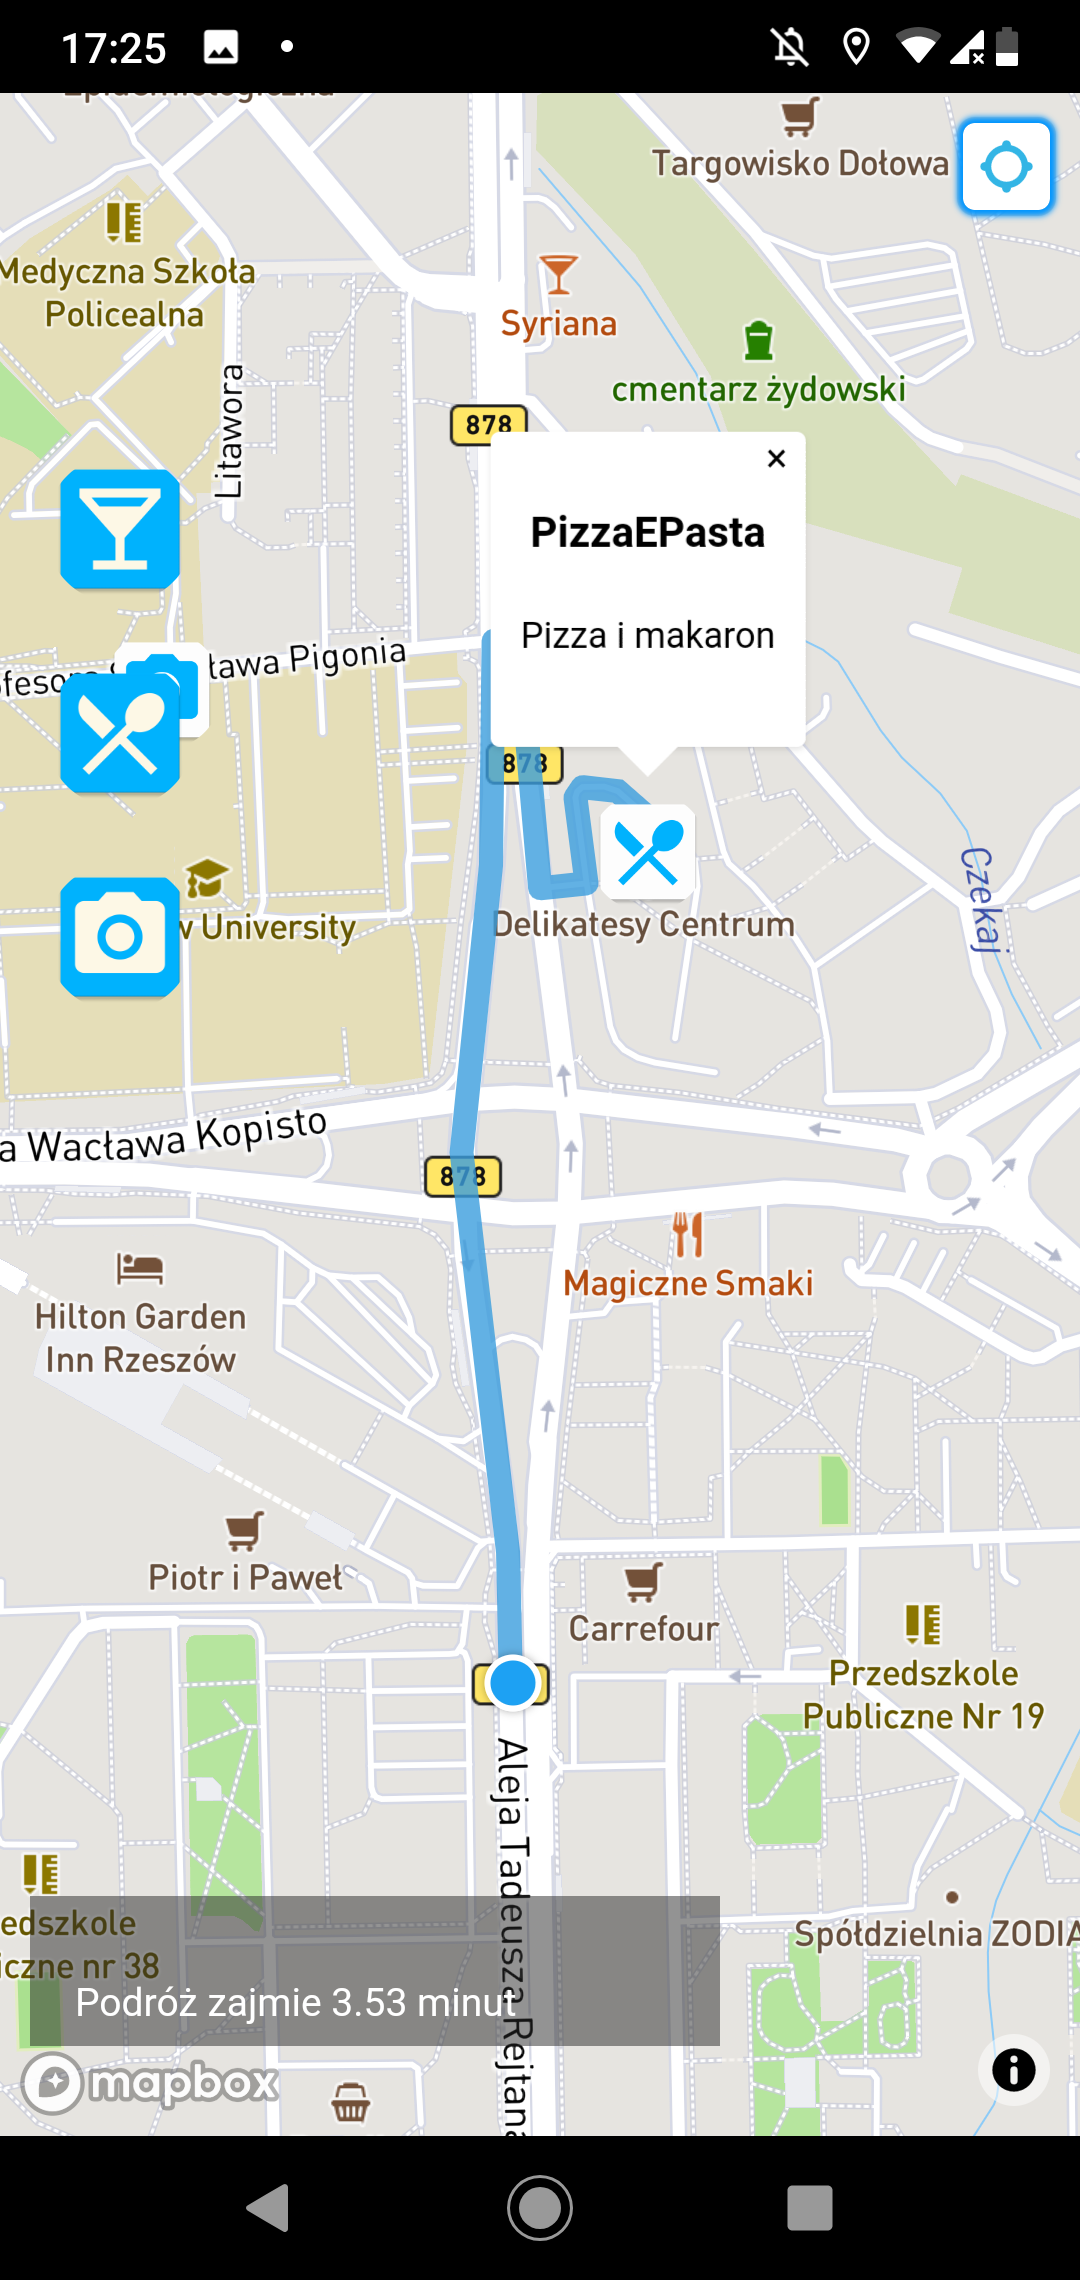 17:25
Targowisko Dołowa
Medyczna Szkoła
Policealna
Syriana
cmentarz żydowski
Litawora
878
×
PizzaEPasta
Pizza i makaron
Pigonia
878
Czekaj
University
Delikatesy Centrum
Wacława Kopisto
878
Magiczne Smaki
Hilton Garden
Inn Rzeszów
Piotr i Paweł
Carrefour
Przedszkole
Publiczne Nr 19
Aleja Tadeusza Rejtana
edszkole
iczne nr 38
Spółdzielnia ZODIA
Podróż zajmie 3.53 minut
mapbox